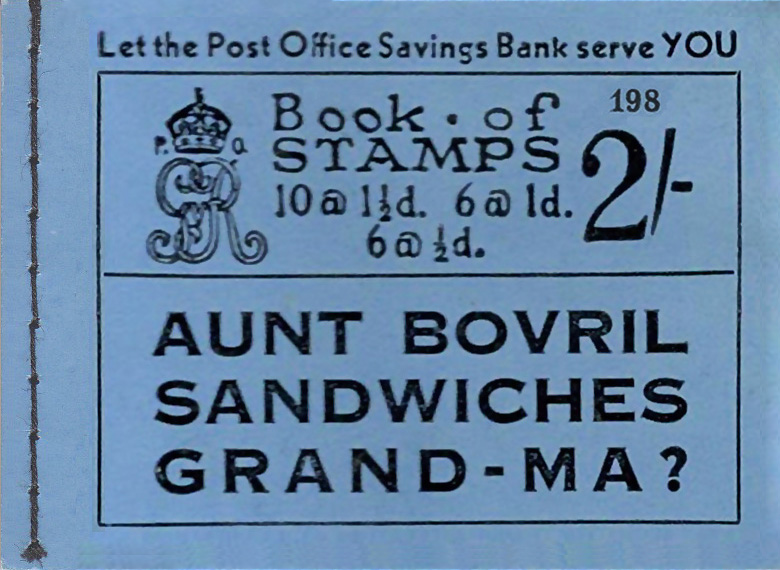 Let the Post Office Savings Bank serve YOU
198
P. O.
GR
Book · of
STAMPS
2/-
10 @ 1½d. 6 @ 1d.
6 @ ½d.
AUNT BOVRIL
SANDWICHES
GRAND-MA?